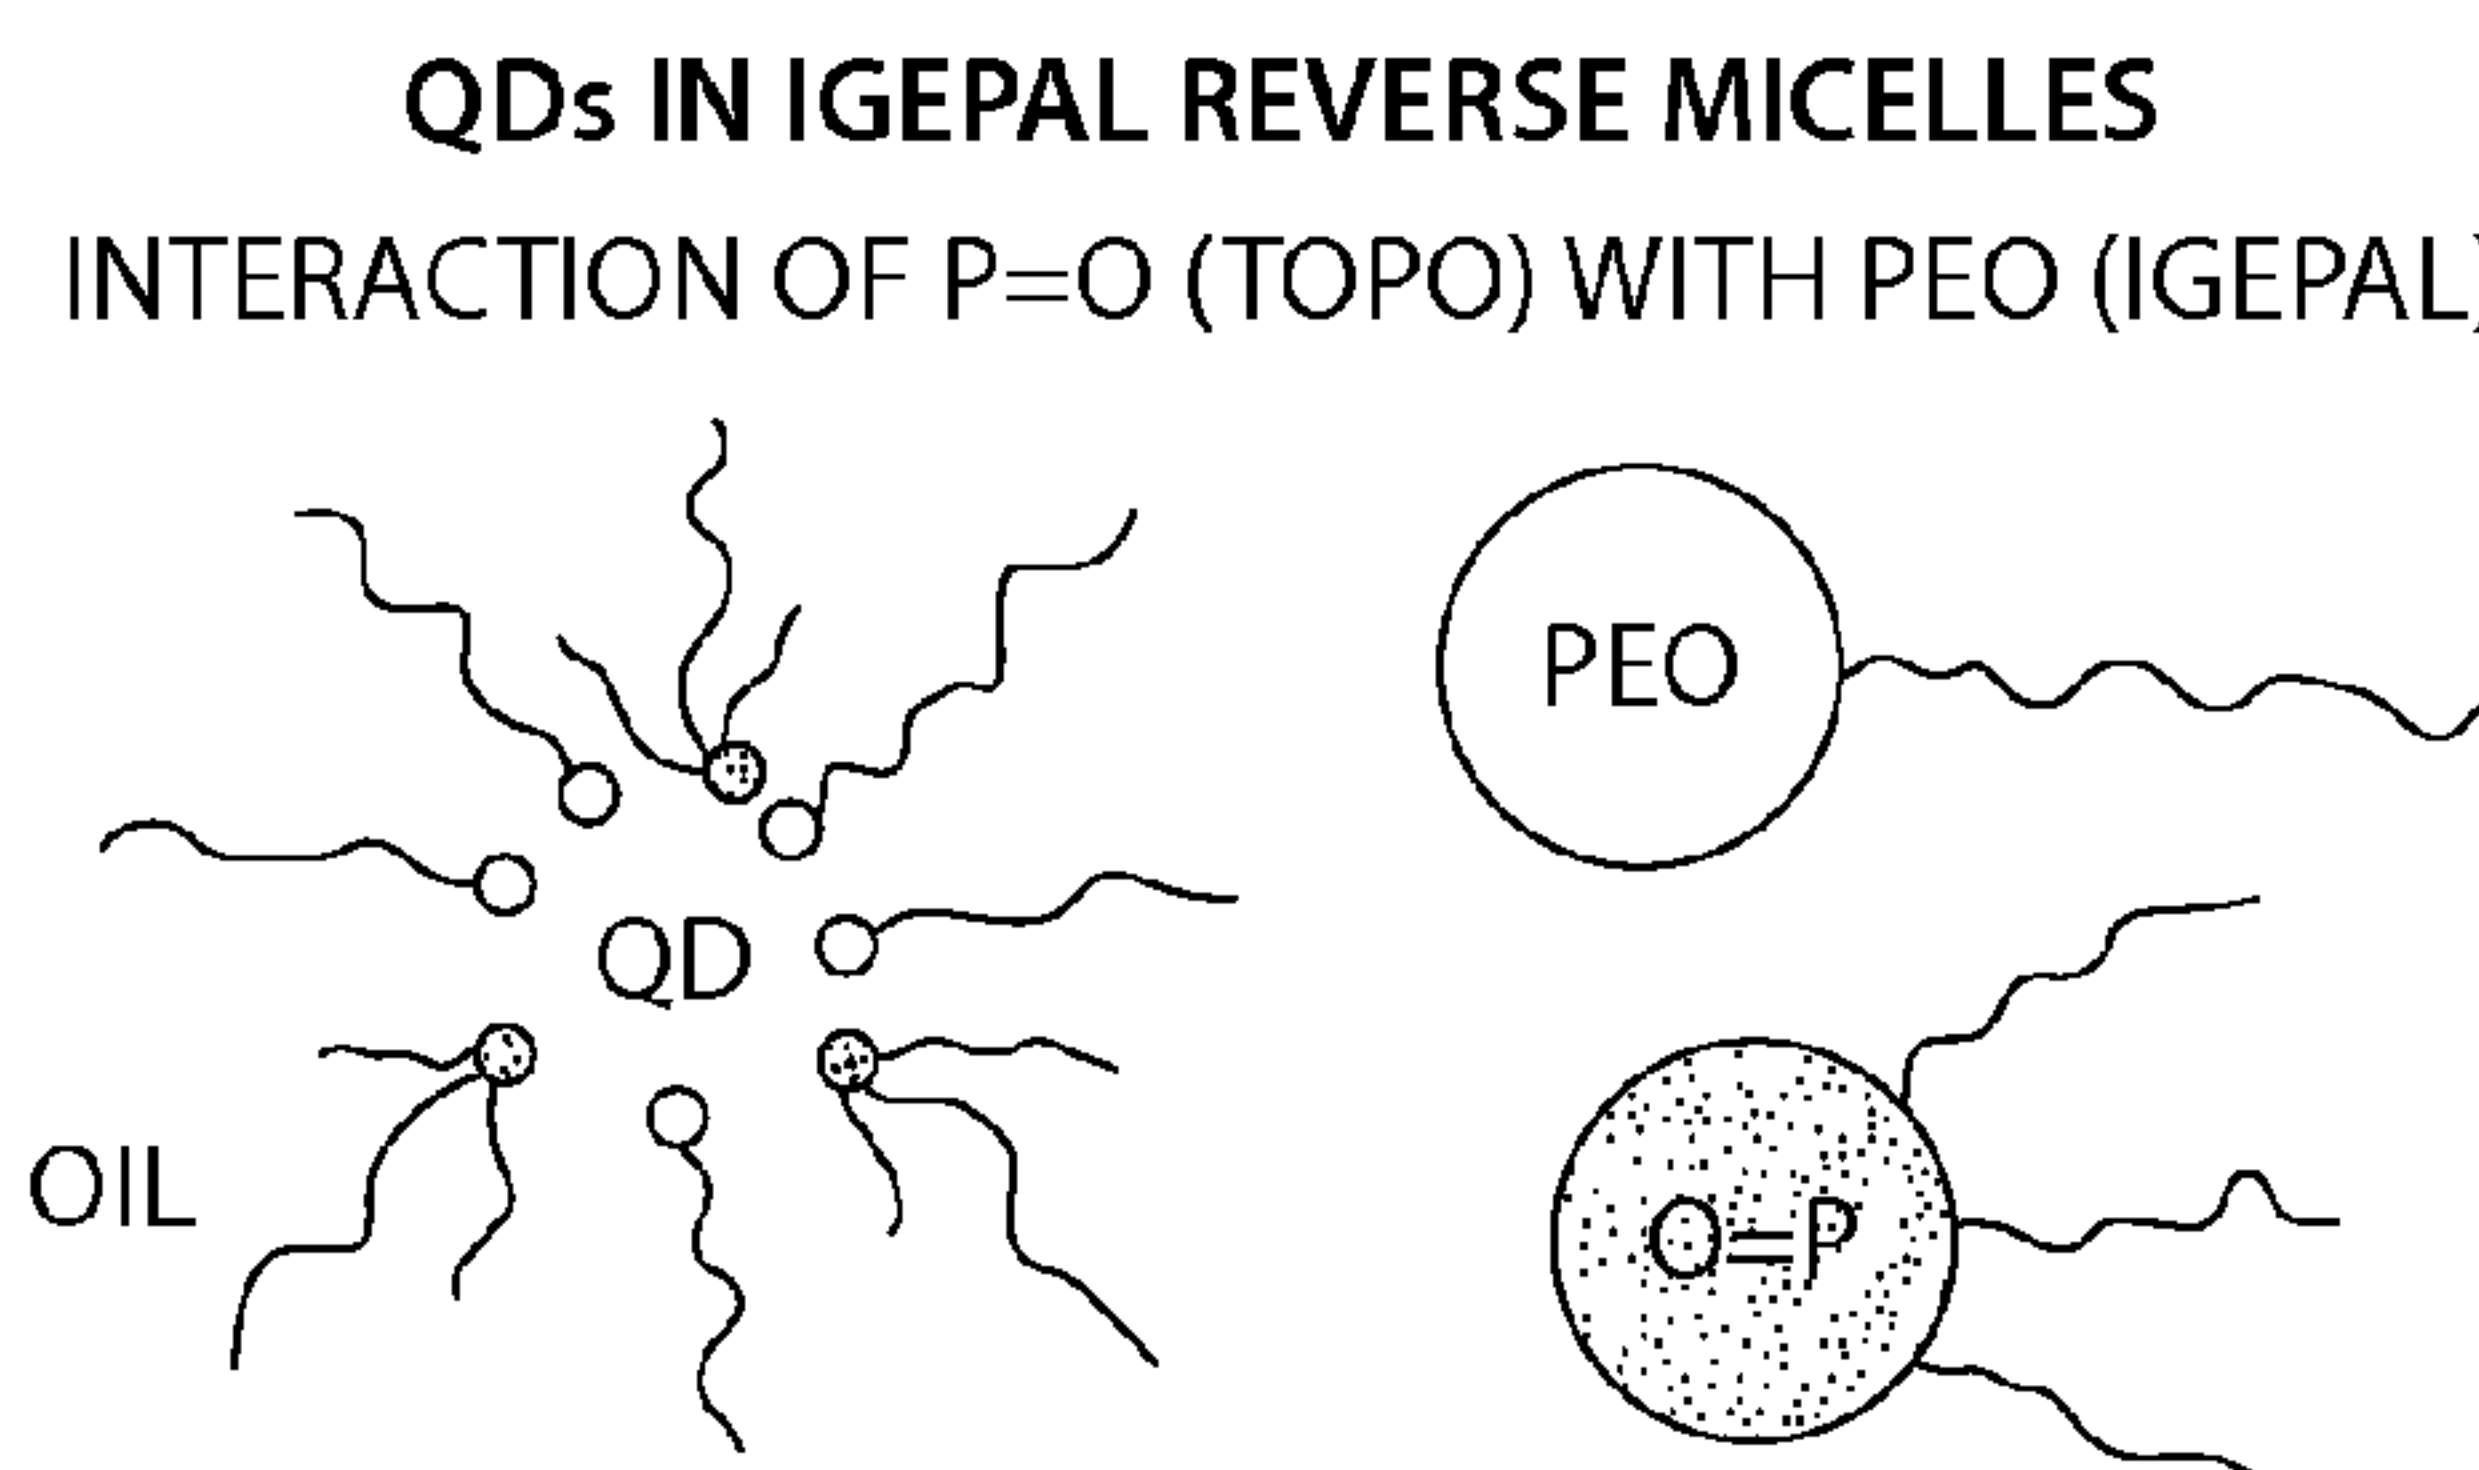 QDs IN IGEPAL REVERSE MICELLES
INTERACTION OF P=O (TOPO) WITH PEO (IGEPAL)
PEO
QD
OIL
O=P